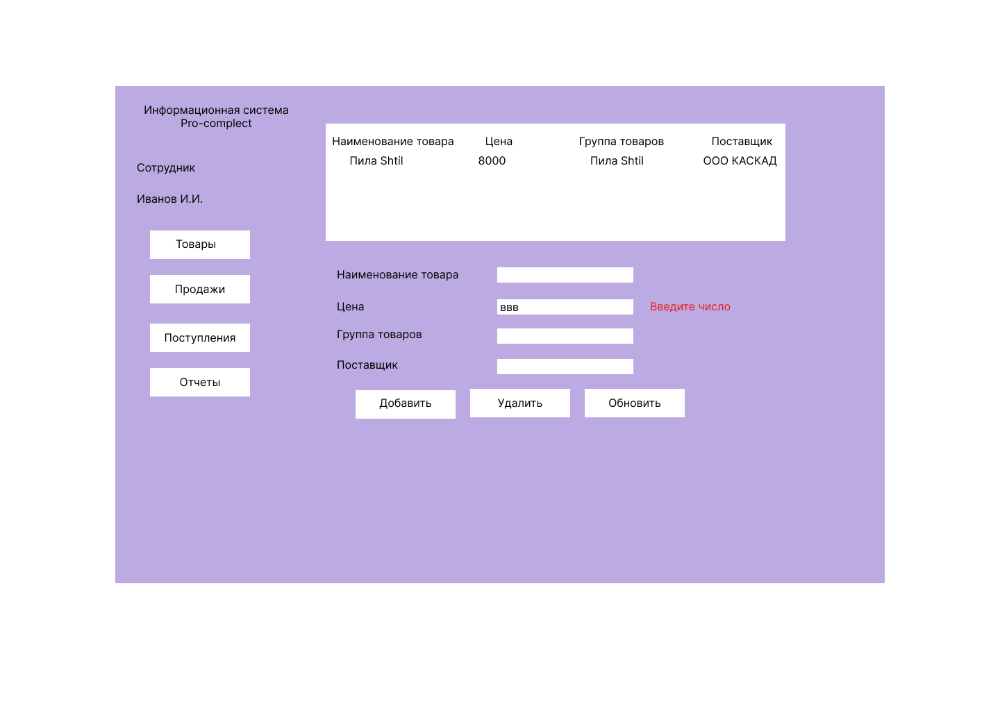 Информационная система
Pro-complect
Сотрудник
Иванов И.И.
Товары
Продажи
Поступления
Отчеты
Наименование товара Цена Группа товаров Поставщик
Пила Shtil 8000 Пила Shtil ООО КАСКАД
Наименование товара
Цена ввв Введите число
Группа товаров
Поставщик
Добавить Удалить Обновить